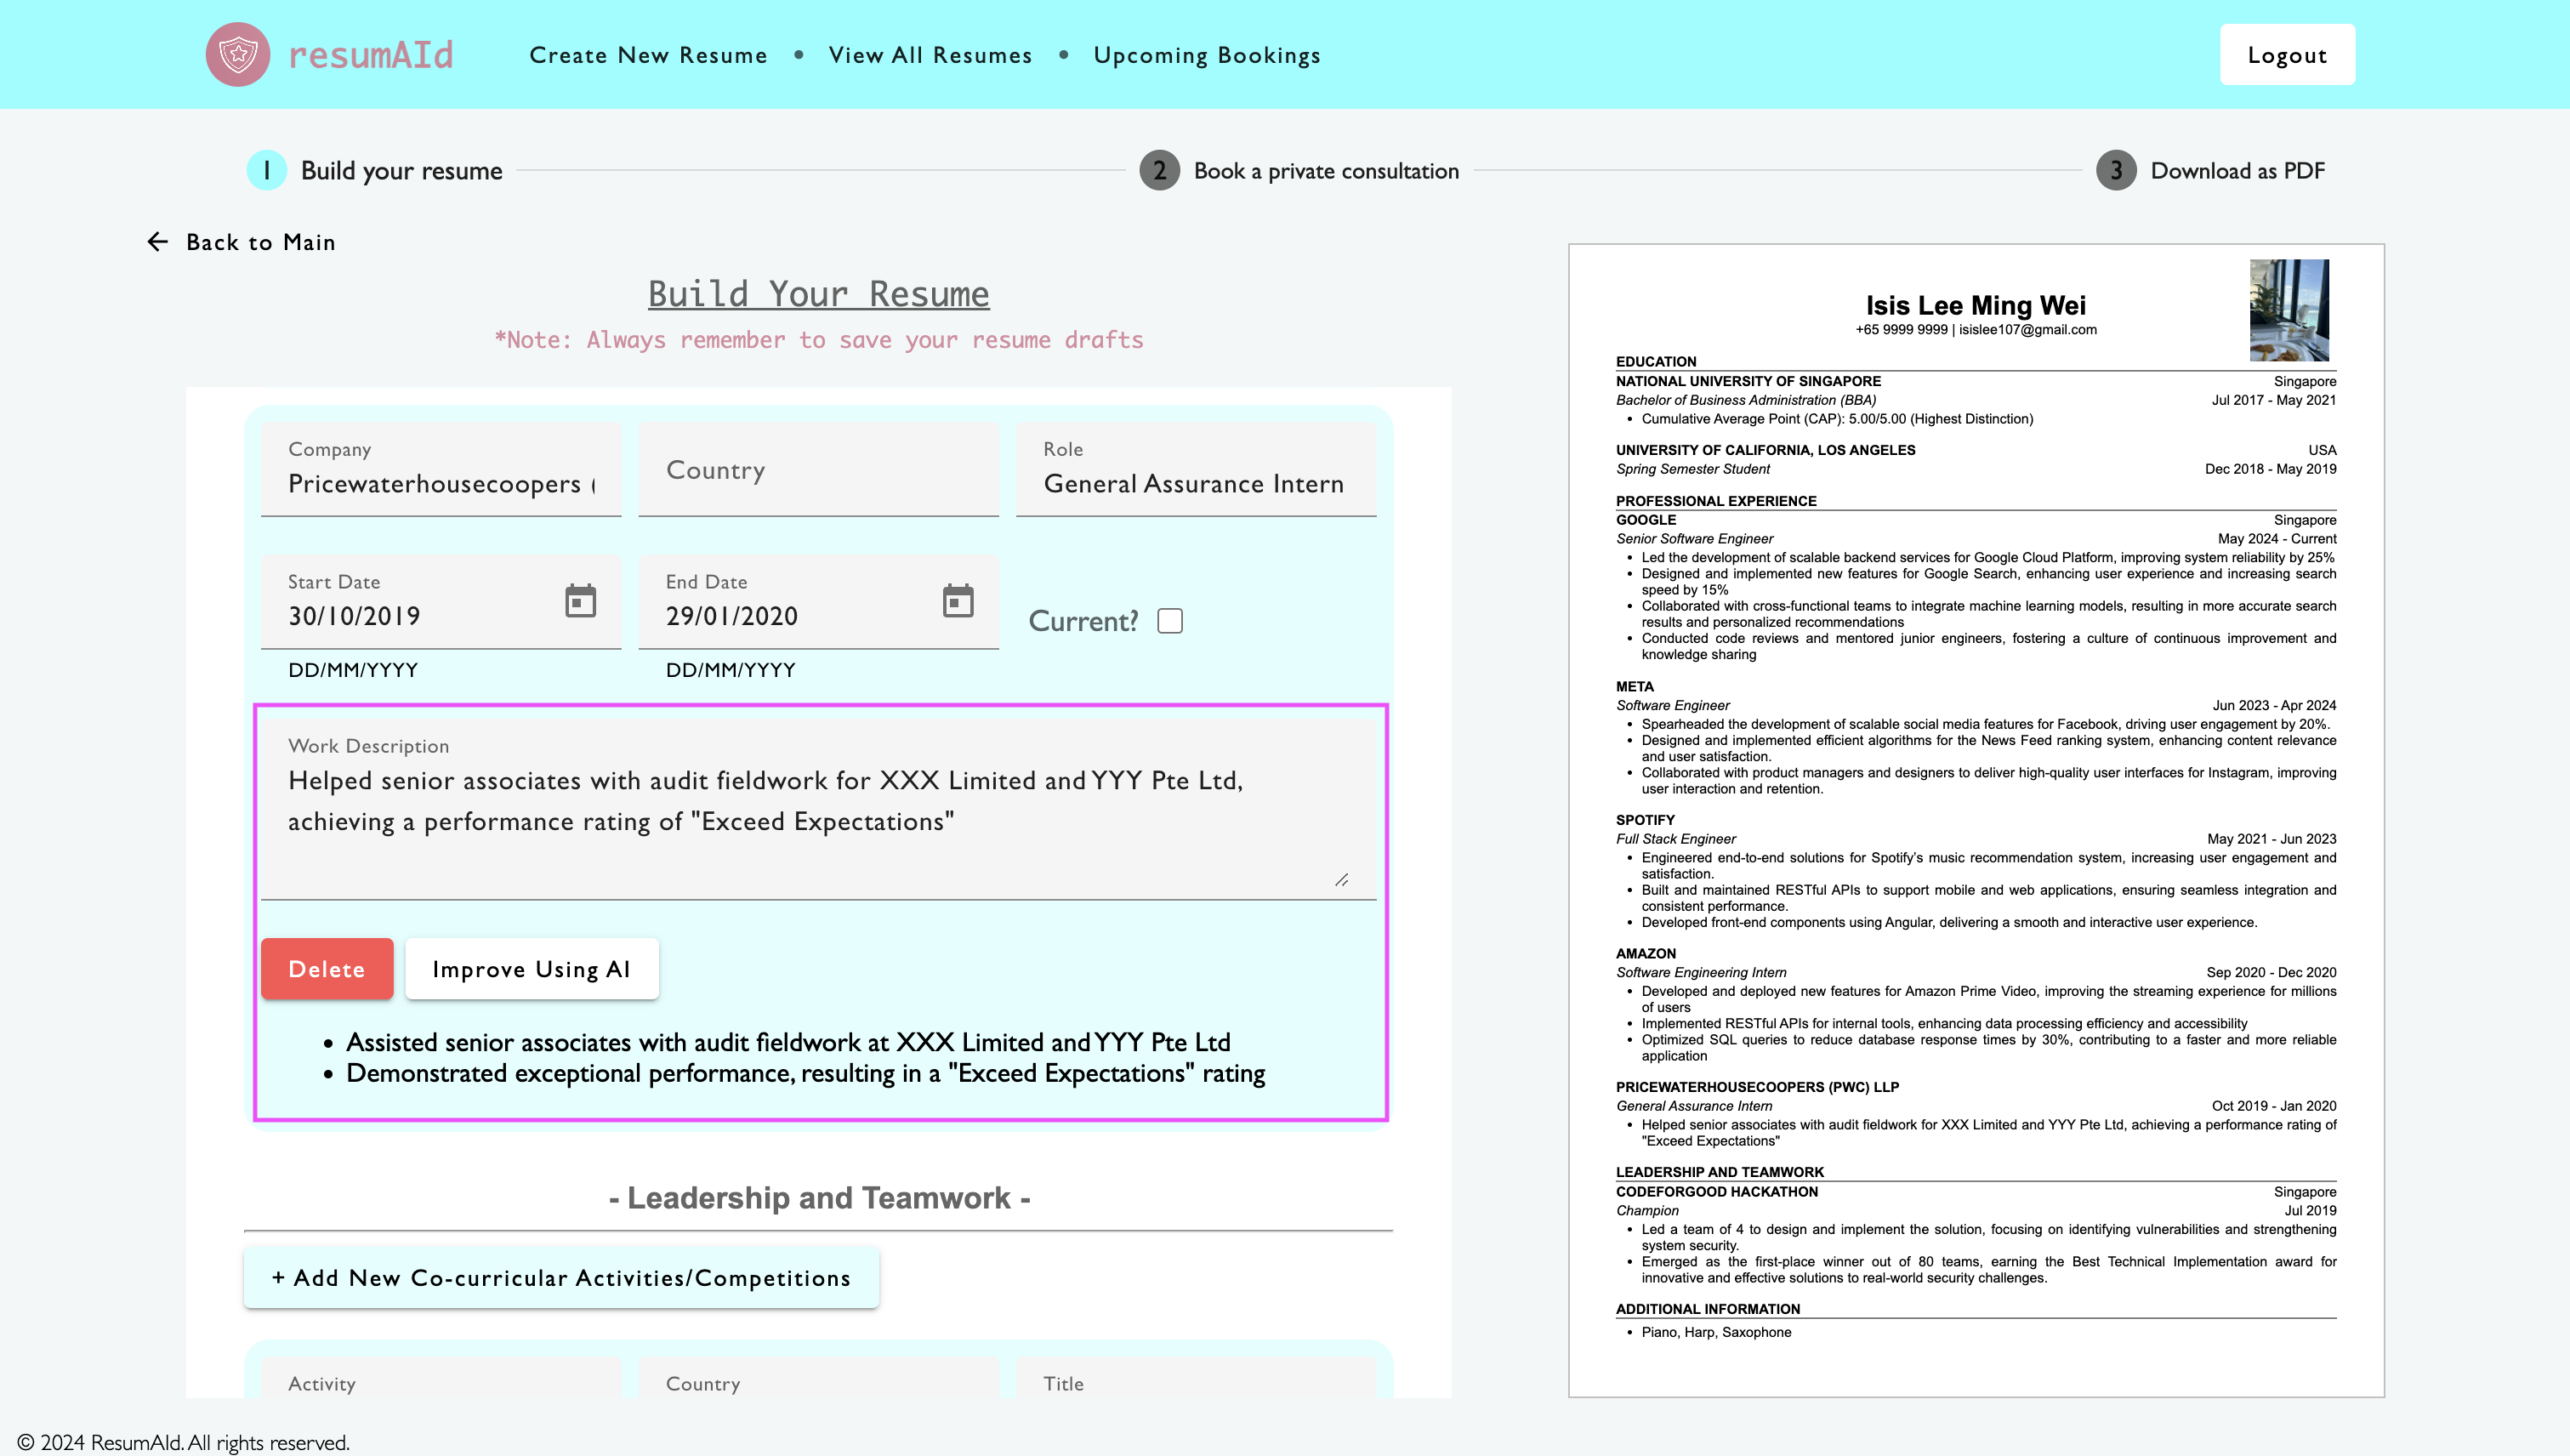 resumAId
Create New Resume • View All Resumes • Upcoming Bookings
Logout
1 Build your resume
2 Book a private consultation
3 Download as PDF
← Back to Main
Build Your Resume
*Note: Always remember to save your resume drafts
Company
Pricewaterhousecoopers (
Country
Role
General Assurance Intern
Start Date
30/10/2019
DD/MM/YYYY
End Date
29/01/2020
DD/MM/YYYY
Current?
Work Description
Helped senior associates with audit fieldwork for XXX Limited and YYY Pte Ltd,
achieving a performance rating of "Exceed Expectations"
Delete
Improve Using AI
• Assisted senior associates with audit fieldwork at XXX Limited and YYY Pte Ltd
• Demonstrated exceptional performance, resulting in a "Exceed Expectations" rating
- Leadership and Teamwork -
+ Add New Co-curricular Activities/Competitions
Activity
Country
Title
Isis Lee Ming Wei
+65 9999 9999 | isislee107@gmail.com
EDUCATION
NATIONAL UNIVERSITY OF SINGAPORE Singapore
Bachelor of Business Administration (BBA) Jul 2017 - May 2021
• Cumulative Average Point (CAP): 5.00/5.00 (Highest Distinction)
UNIVERSITY OF CALIFORNIA, LOS ANGELES USA
Spring Semester Student Dec 2018 - May 2019
PROFESSIONAL EXPERIENCE
GOOGLE Singapore
Senior Software Engineer May 2024 - Current
• Led the development of scalable backend services for Google Cloud Platform, improving system reliability by 25%
• Designed and implemented new features for Google Search, enhancing user experience and increasing search
speed by 15%
• Collaborated with cross-functional teams to integrate machine learning models, resulting in more accurate search
results and personalized recommendations
• Conducted code reviews and mentored junior engineers, fostering a culture of continuous improvement and
knowledge sharing
META
Software Engineer Jun 2023 - Apr 2024
• Spearheaded the development of scalable social media features for Facebook, driving user engagement by 20%.
• Designed and implemented efficient algorithms for the News Feed ranking system, enhancing content relevance
and user satisfaction.
• Collaborated with product managers and designers to deliver high-quality user interfaces for Instagram, improving
user interaction and retention.
SPOTIFY
Full Stack Engineer May 2021 - Jun 2023
• Engineered end-to-end solutions for Spotify's music recommendation system, increasing user engagement and
satisfaction.
• Built and maintained RESTful APIs to support mobile and web applications, ensuring seamless integration and
consistent performance.
• Developed front-end components using Angular, delivering a smooth and interactive user experience.
AMAZON
Software Engineering Intern Sep 2020 - Dec 2020
• Developed and deployed new features for Amazon Prime Video, improving the streaming experience for millions
of users
• Implemented RESTful APIs for internal tools, enhancing data processing efficiency and accessibility
• Optimized SQL queries to reduce database response times by 30%, contributing to a faster and more reliable
application
PRICEWATERHOUSECOOPERS (PWC) LLP
General Assurance Intern Oct 2019 - Jan 2020
• Helped senior associates with audit fieldwork for XXX Limited and YYY Pte Ltd, achieving a performance rating of
"Exceed Expectations"
LEADERSHIP AND TEAMWORK
CODEFORGOOD HACKATHON Singapore
Champion Jul 2019
• Led a team of 4 to design and implement the solution, focusing on identifying vulnerabilities and strengthening
system security.
• Emerged as the first-place winner out of 80 teams, earning the Best Technical Implementation award for
innovative and effective solutions to real-world security challenges.
ADDITIONAL INFORMATION
• Piano, Harp, Saxophone
© 2024 ResumAId. All rights reserved.